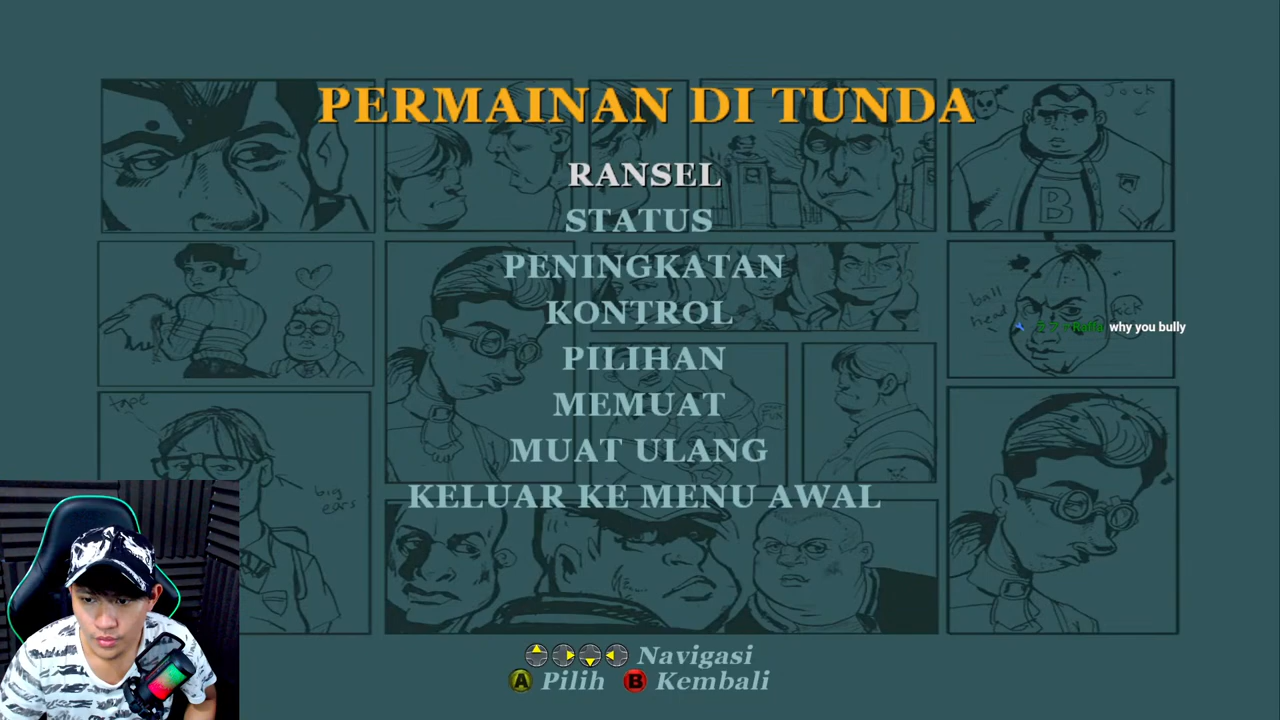 PERMAINAN DI TUNDA
Jock
B
RANSEL
STATUS
PENINGKATAN
KONTROL
ball
head
why you bully
PILIHAN
MEMUAT
tape
MUAT ULANG
big
ears
KELUAR KE MENU AWAL
Navigasi
A Pilih B Kembali